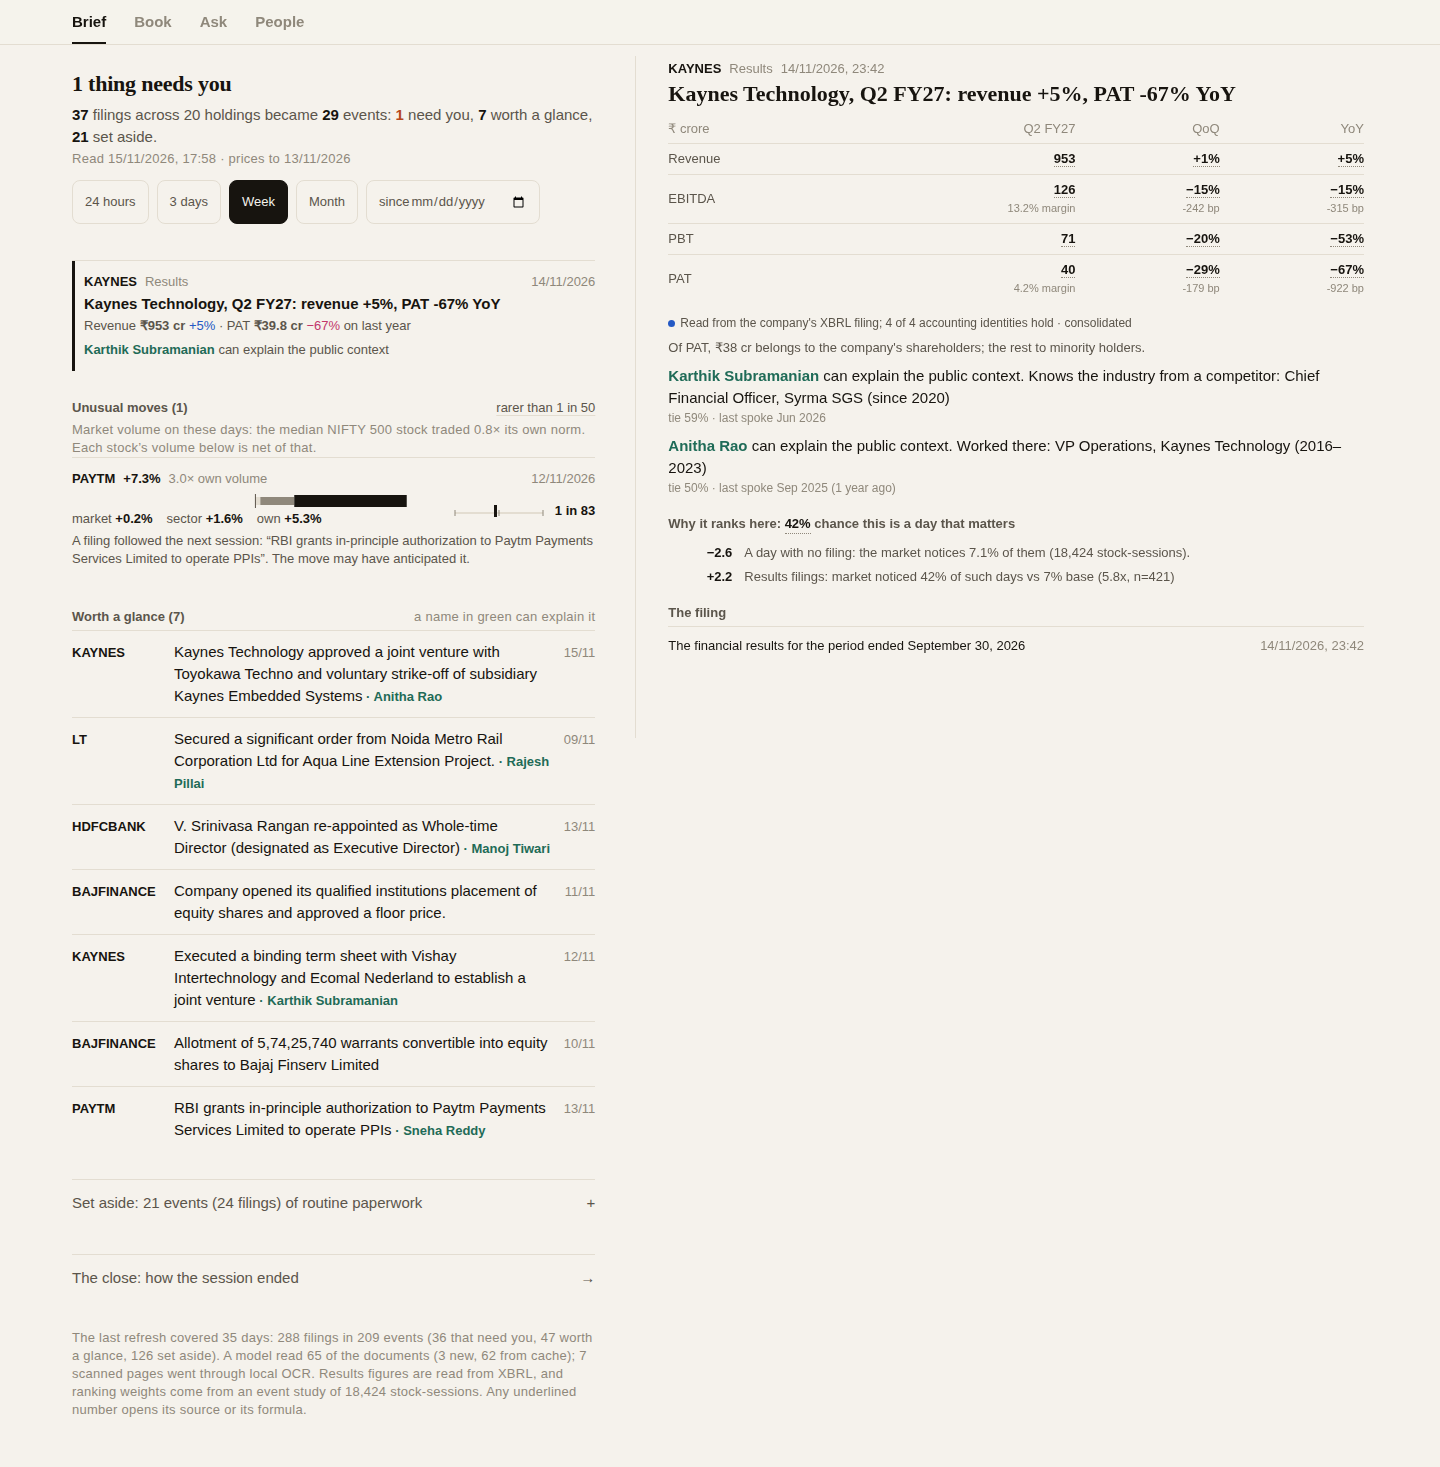 Brief Book Ask People
1 thing needs you
37 filings across 20 holdings became 29 events: 1 need you, 7 worth a glance,
21 set aside.
Read 15/11/2026, 17:58 · prices to 13/11/2026
24 hours 3 days Week Month since mm/dd/yyyy
KAYNES Results 14/11/2026
Kaynes Technology, Q2 FY27: revenue +5%, PAT -67% YoY
Revenue ₹953 cr +5% · PAT ₹39.8 cr −67% on last year
Karthik Subramanian can explain the public context
Unusual moves (1) rarer than 1 in 50
Market volume on these days: the median NIFTY 500 stock traded 0.8× its own norm.
Each stock's volume below is net of that.
PAYTM +7.3% 3.0× own volume 12/11/2026
market +0.2% sector +1.6% own +5.3% 1 in 83
A filing followed the next session: “RBI grants in-principle authorization to Paytm Payments
Services Limited to operate PPIs”. The move may have anticipated it.
Worth a glance (7) a name in green can explain it
KAYNES Kaynes Technology approved a joint venture with 15/11
Toyokawa Techno and voluntary strike-off of subsidiary
Kaynes Embedded Systems · Anitha Rao
LT Secured a significant order from Noida Metro Rail 09/11
Corporation Ltd for Aqua Line Extension Project. · Rajesh
Pillai
HDFCBANK V. Srinivasa Rangan re-appointed as Whole-time 13/11
Director (designated as Executive Director) · Manoj Tiwari
BAJFINANCE Company opened its qualified institutions placement of 11/11
equity shares and approved a floor price.
KAYNES Executed a binding term sheet with Vishay 12/11
Intertechnology and Ecomal Nederland to establish a
joint venture · Karthik Subramanian
BAJFINANCE Allotment of 5,74,25,740 warrants convertible into equity 10/11
shares to Bajaj Finserv Limited
PAYTM RBI grants in-principle authorization to Paytm Payments 13/11
Services Limited to operate PPIs · Sneha Reddy
Set aside: 21 events (24 filings) of routine paperwork +
The close: how the session ended →
The last refresh covered 35 days: 288 filings in 209 events (36 that need you, 47 worth
a glance, 126 set aside). A model read 65 of the documents (3 new, 62 from cache); 7
scanned pages went through local OCR. Results figures are read from XBRL, and
ranking weights come from an event study of 18,424 stock-sessions. Any underlined
number opens its source or its formula.
KAYNES Results 14/11/2026, 23:42
Kaynes Technology, Q2 FY27: revenue +5%, PAT -67% YoY
₹ crore Q2 FY27 QoQ YoY
Revenue 953 +1% +5%
EBITDA 126 −15% −15%
13.2% margin -242 bp -315 bp
PBT 71 −20% −53%
PAT 40 −29% −67%
4.2% margin -179 bp -922 bp
Read from the company's XBRL filing; 4 of 4 accounting identities hold · consolidated
Of PAT, ₹38 cr belongs to the company's shareholders; the rest to minority holders.
Karthik Subramanian can explain the public context. Knows the industry from a competitor: Chief
Financial Officer, Syrma SGS (since 2020)
tie 59% · last spoke Jun 2026
Anitha Rao can explain the public context. Worked there: VP Operations, Kaynes Technology (2016–
2023)
tie 50% · last spoke Sep 2025 (1 year ago)
Why it ranks here: 42% chance this is a day that matters
−2.6 A day with no filing: the market notices 7.1% of them (18,424 stock-sessions).
+2.2 Results filings: market noticed 42% of such days vs 7% base (5.8x, n=421)
The filing
The financial results for the period ended September 30, 2026 14/11/2026, 23:42